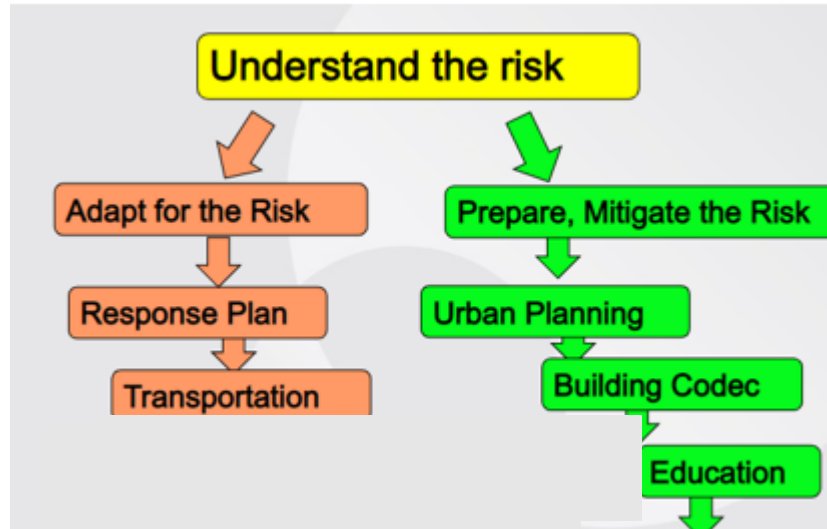 Understand the risk
Adapt for the Risk
Prepare, Mitigate the Risk
Response Plan
Urban Planning
Transportation
Building Codec
Education